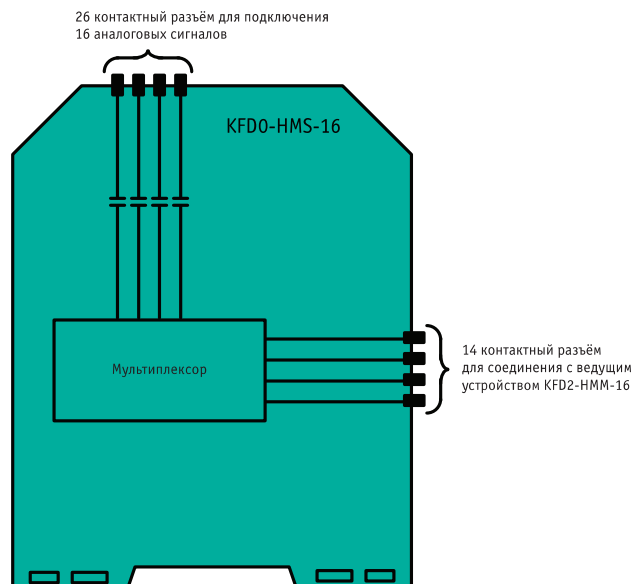 26 контактный разъём для подключения
16 аналоговых сигналов
KFD0-HMS-16
Мультиплексор
14 контактный разъём
для соединения с ведущим
устройством KFD2-HMM-16